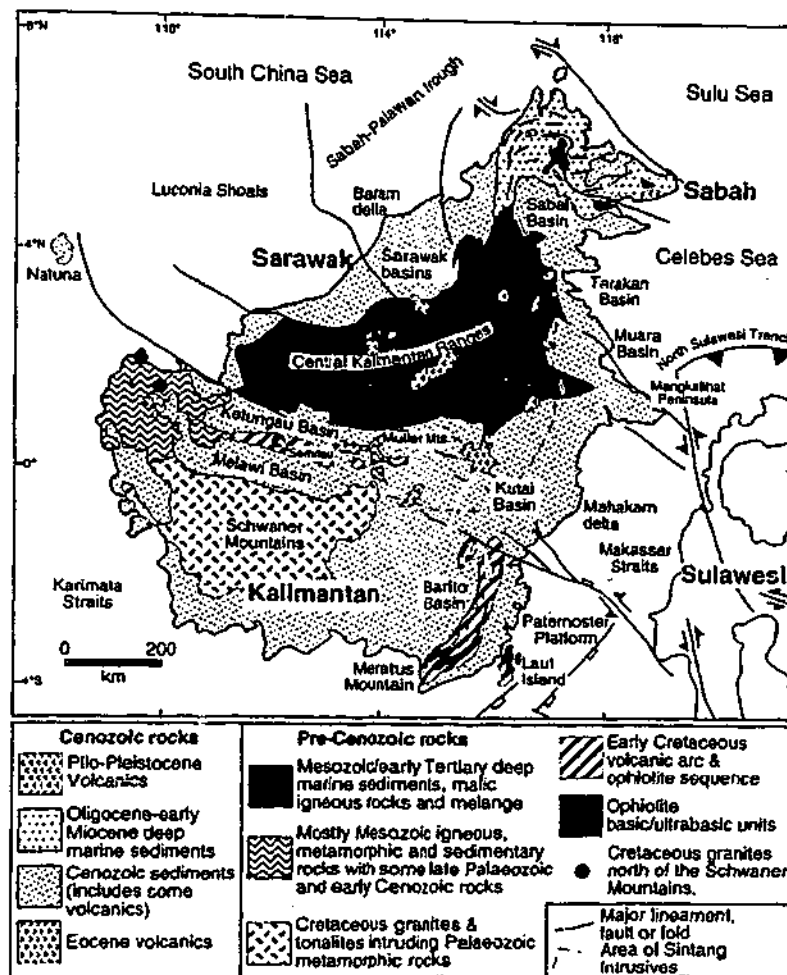 8°N
110°
114°
118°
South China Sea
Sulu Sea
Sabah-Palawan trough
Luconia Shoals
Baram
delta
Sabah
Sabah
Basin
4°N
Natuna
Sarawak
Sarawak
basins
Celebes Sea
Tarakan
Basin
Muara
Basin
North Sulawesi Trench
Central Kalimantan Ranges
Mangkalihat
Peninsula
Ketungau Basin
Semitau
Muller Mts.
0°
Melawi Basin
Kutai
Basin
Mahakam
delta
Schwaner
Mountains
Makassar
Straits
Sulawesi
Karimata
Straits
Kalimantan
Barito
Basin
Paternoster
Platform
0
200
km
Meratus
Mountain
Laut
Island
4°S
Cenozoic rocks
Plio-Pleistocene
Volcanics
Oligocene-early
Miocene deep
marine sediments
Cenozoic sediments
(includes some
volcanics)
Eocene volcanics
Pre-Cenozoic rocks
Mesozoic/early Tertiary deep
marine sediments, mafic
igneous rocks and melange
Mostly Mesozoic igneous,
metamorphic and sedimentary
rocks with some late Palaeozoic
and early Cenozoic rocks
Cretaceous granites &
tonalites intruding Palaeozoic
metamorphic rocks
Early Cretaceous
volcanic arc &
ophiolite sequence
Ophiolite
basic/ultrabasic units
Cretaceous granites
north of the Schwaner
Mountains.
Major lineament,
fault or fold
Area of Sintang
Intrusives